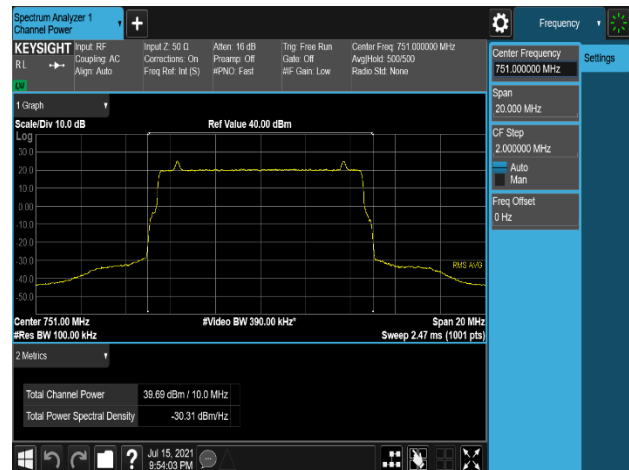 Spectrum Analyzer 1
Channel Power
+
Frequency
KEYSIGHT
R L
Input: RF
Coupling: AC
Align: Auto
Input Z: 50 Ω
Corrections: On
Freq Ref: Int (S)
Atten: 16 dB
Preamp: Off
#PNO: Fast
Trig: Free Run
Gate: Off
#IF Gain: Low
Center Freq: 751.000000 MHz
Avg|Hold: 500/500
Radio Std: None
Center Frequency
751.000000 MHz
Settings
Span
20.000 MHz
CF Step
2.000000 MHz
Auto
Man
Freq Offset
0 Hz
1 Graph
Scale/Div 10.0 dB
Ref Value 40.00 dBm
Log
30.0
20.0
10.0
0.00
-10.0
-20.0
-30.0
-40.0
-50.0
RMS AVG
Center 751.00 MHz
#Video BW 390.00 kHz*
Span 20 MHz
#Res BW 100.00 kHz
Sweep 2.47 ms (1001 pts)
2 Metrics
Total Channel Power 39.69 dBm / 10.0 MHz
Total Power Spectral Density -30.31 dBm/Hz
?
Jul 15, 2021
9:54:03 PM